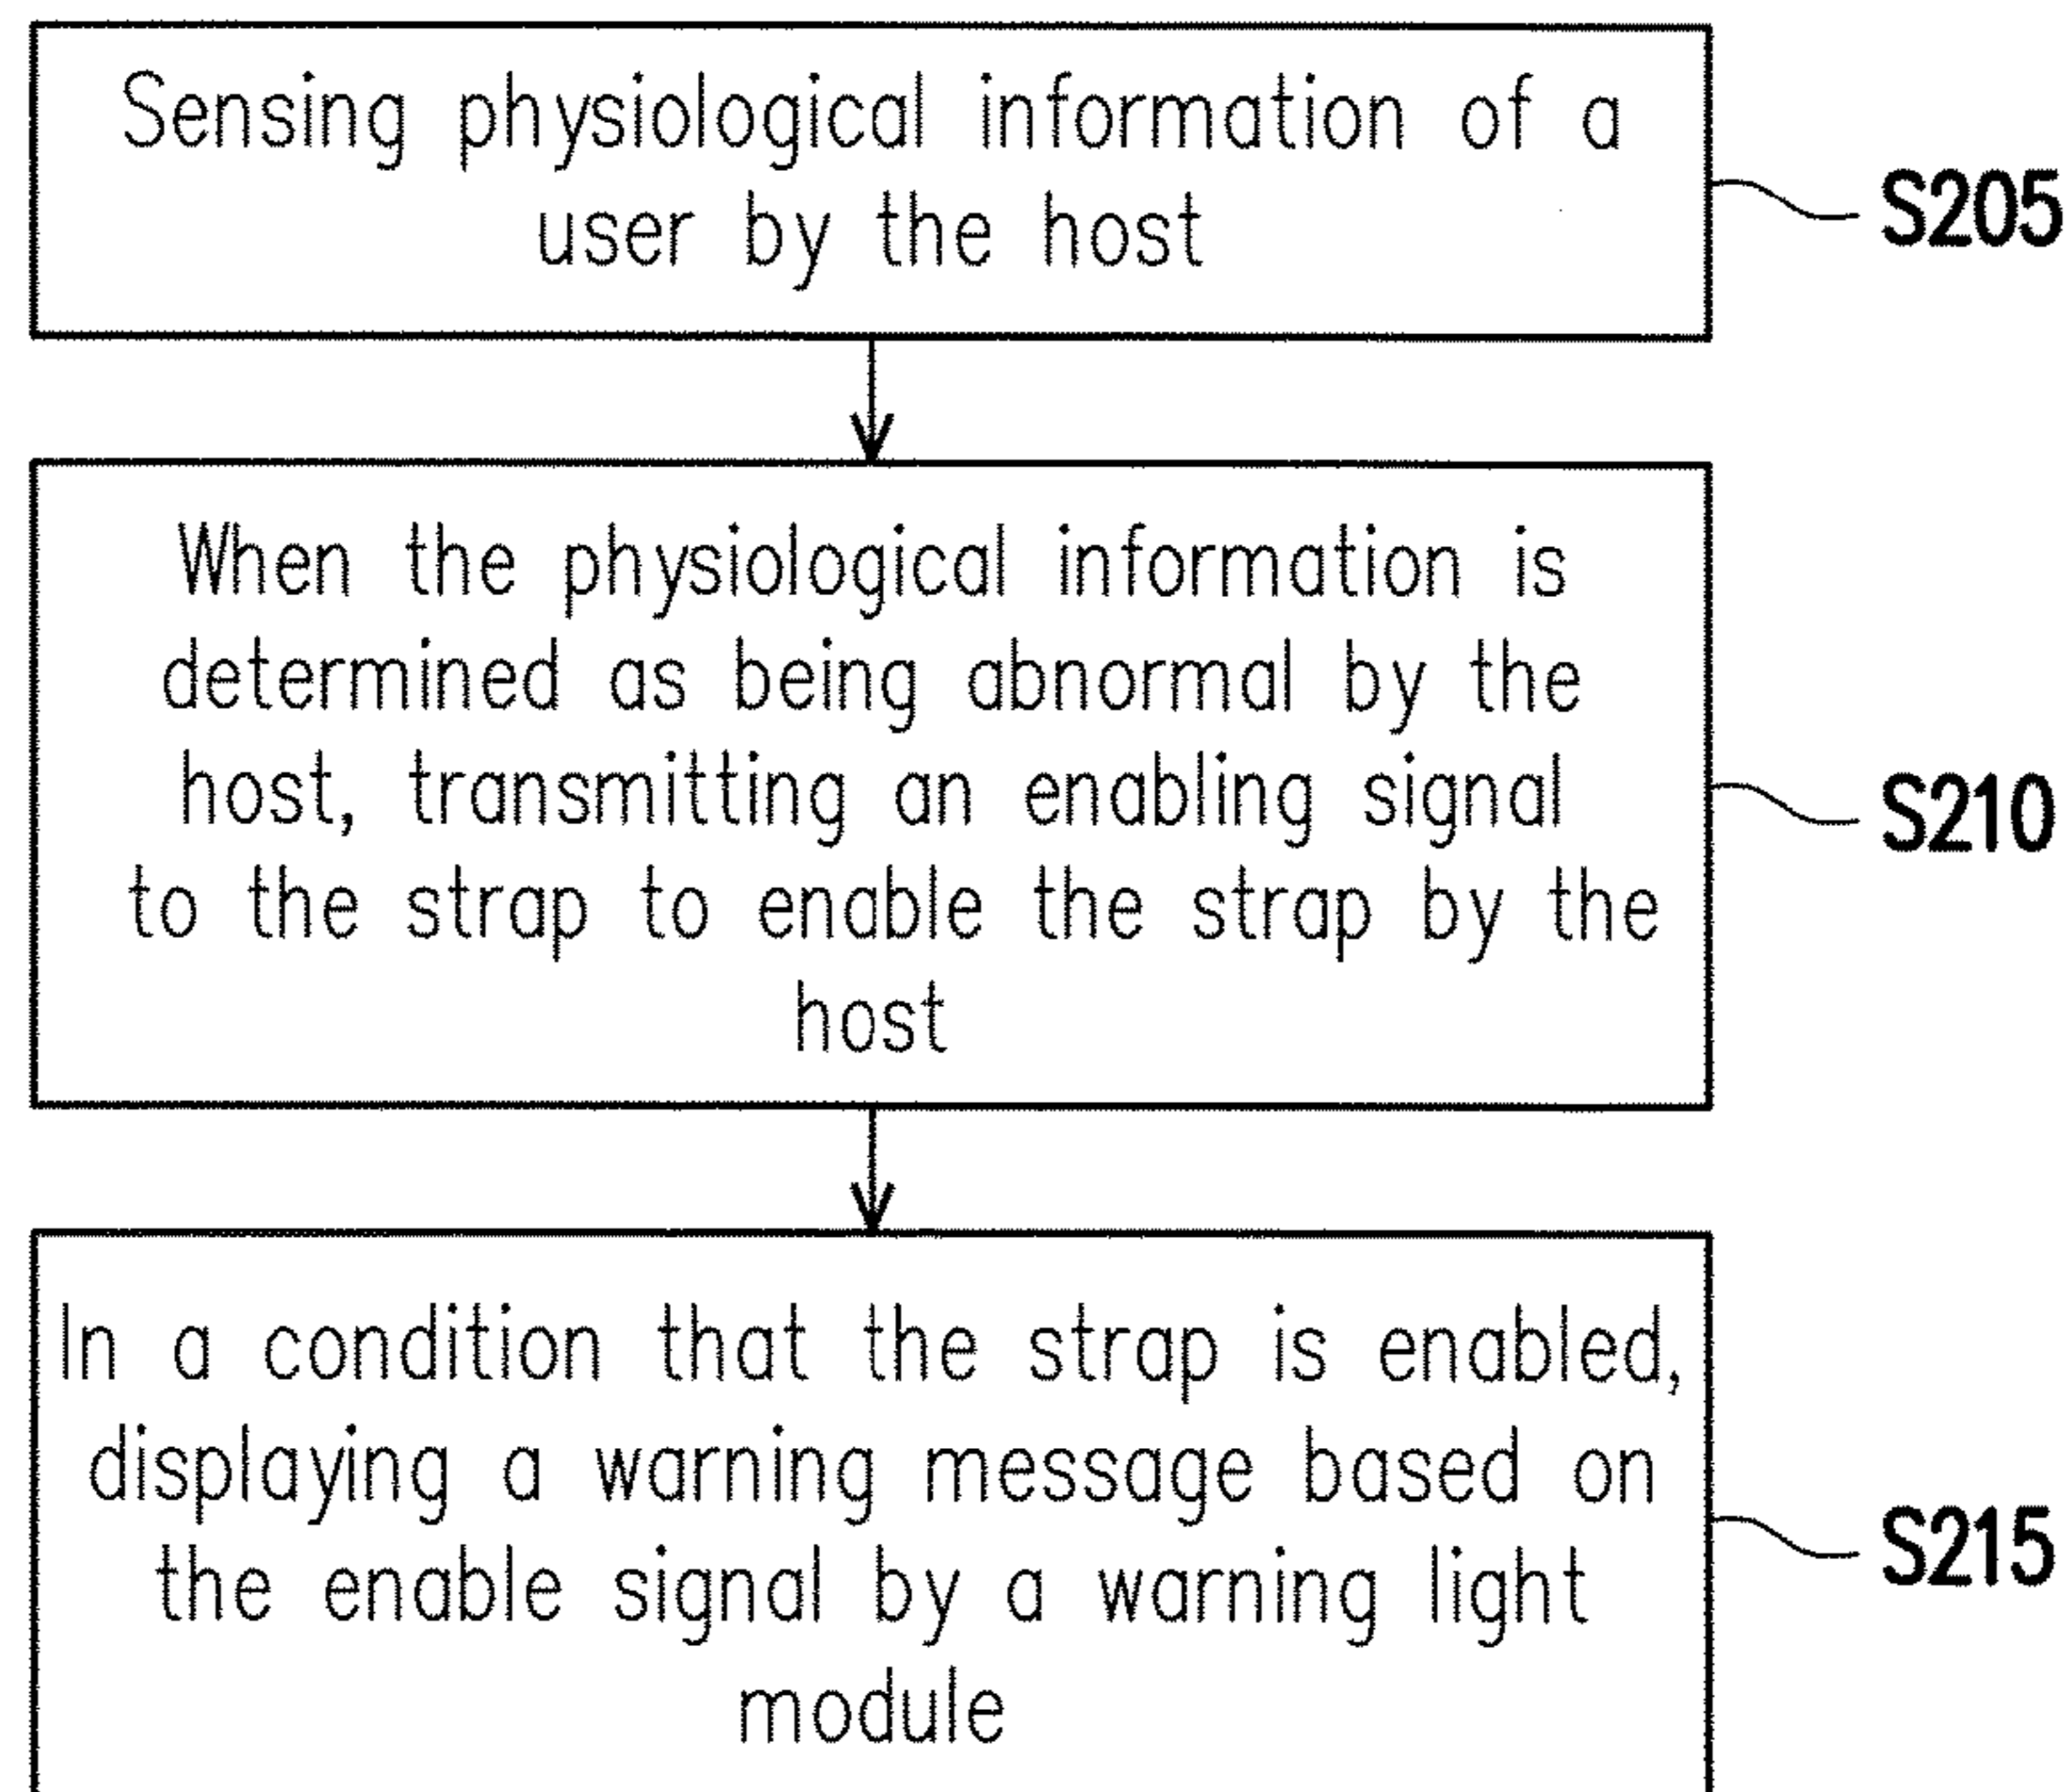 Sensing physiological information of a
user by the host
S205
When the physiological information is
determined as being abnormal by the
host, transmitting an enabling signal
to the strap to enable the strap by the
host
S210
In a condition that the strap is enabled,
displaying a warning message based on
the enable signal by a warning light
module
S215